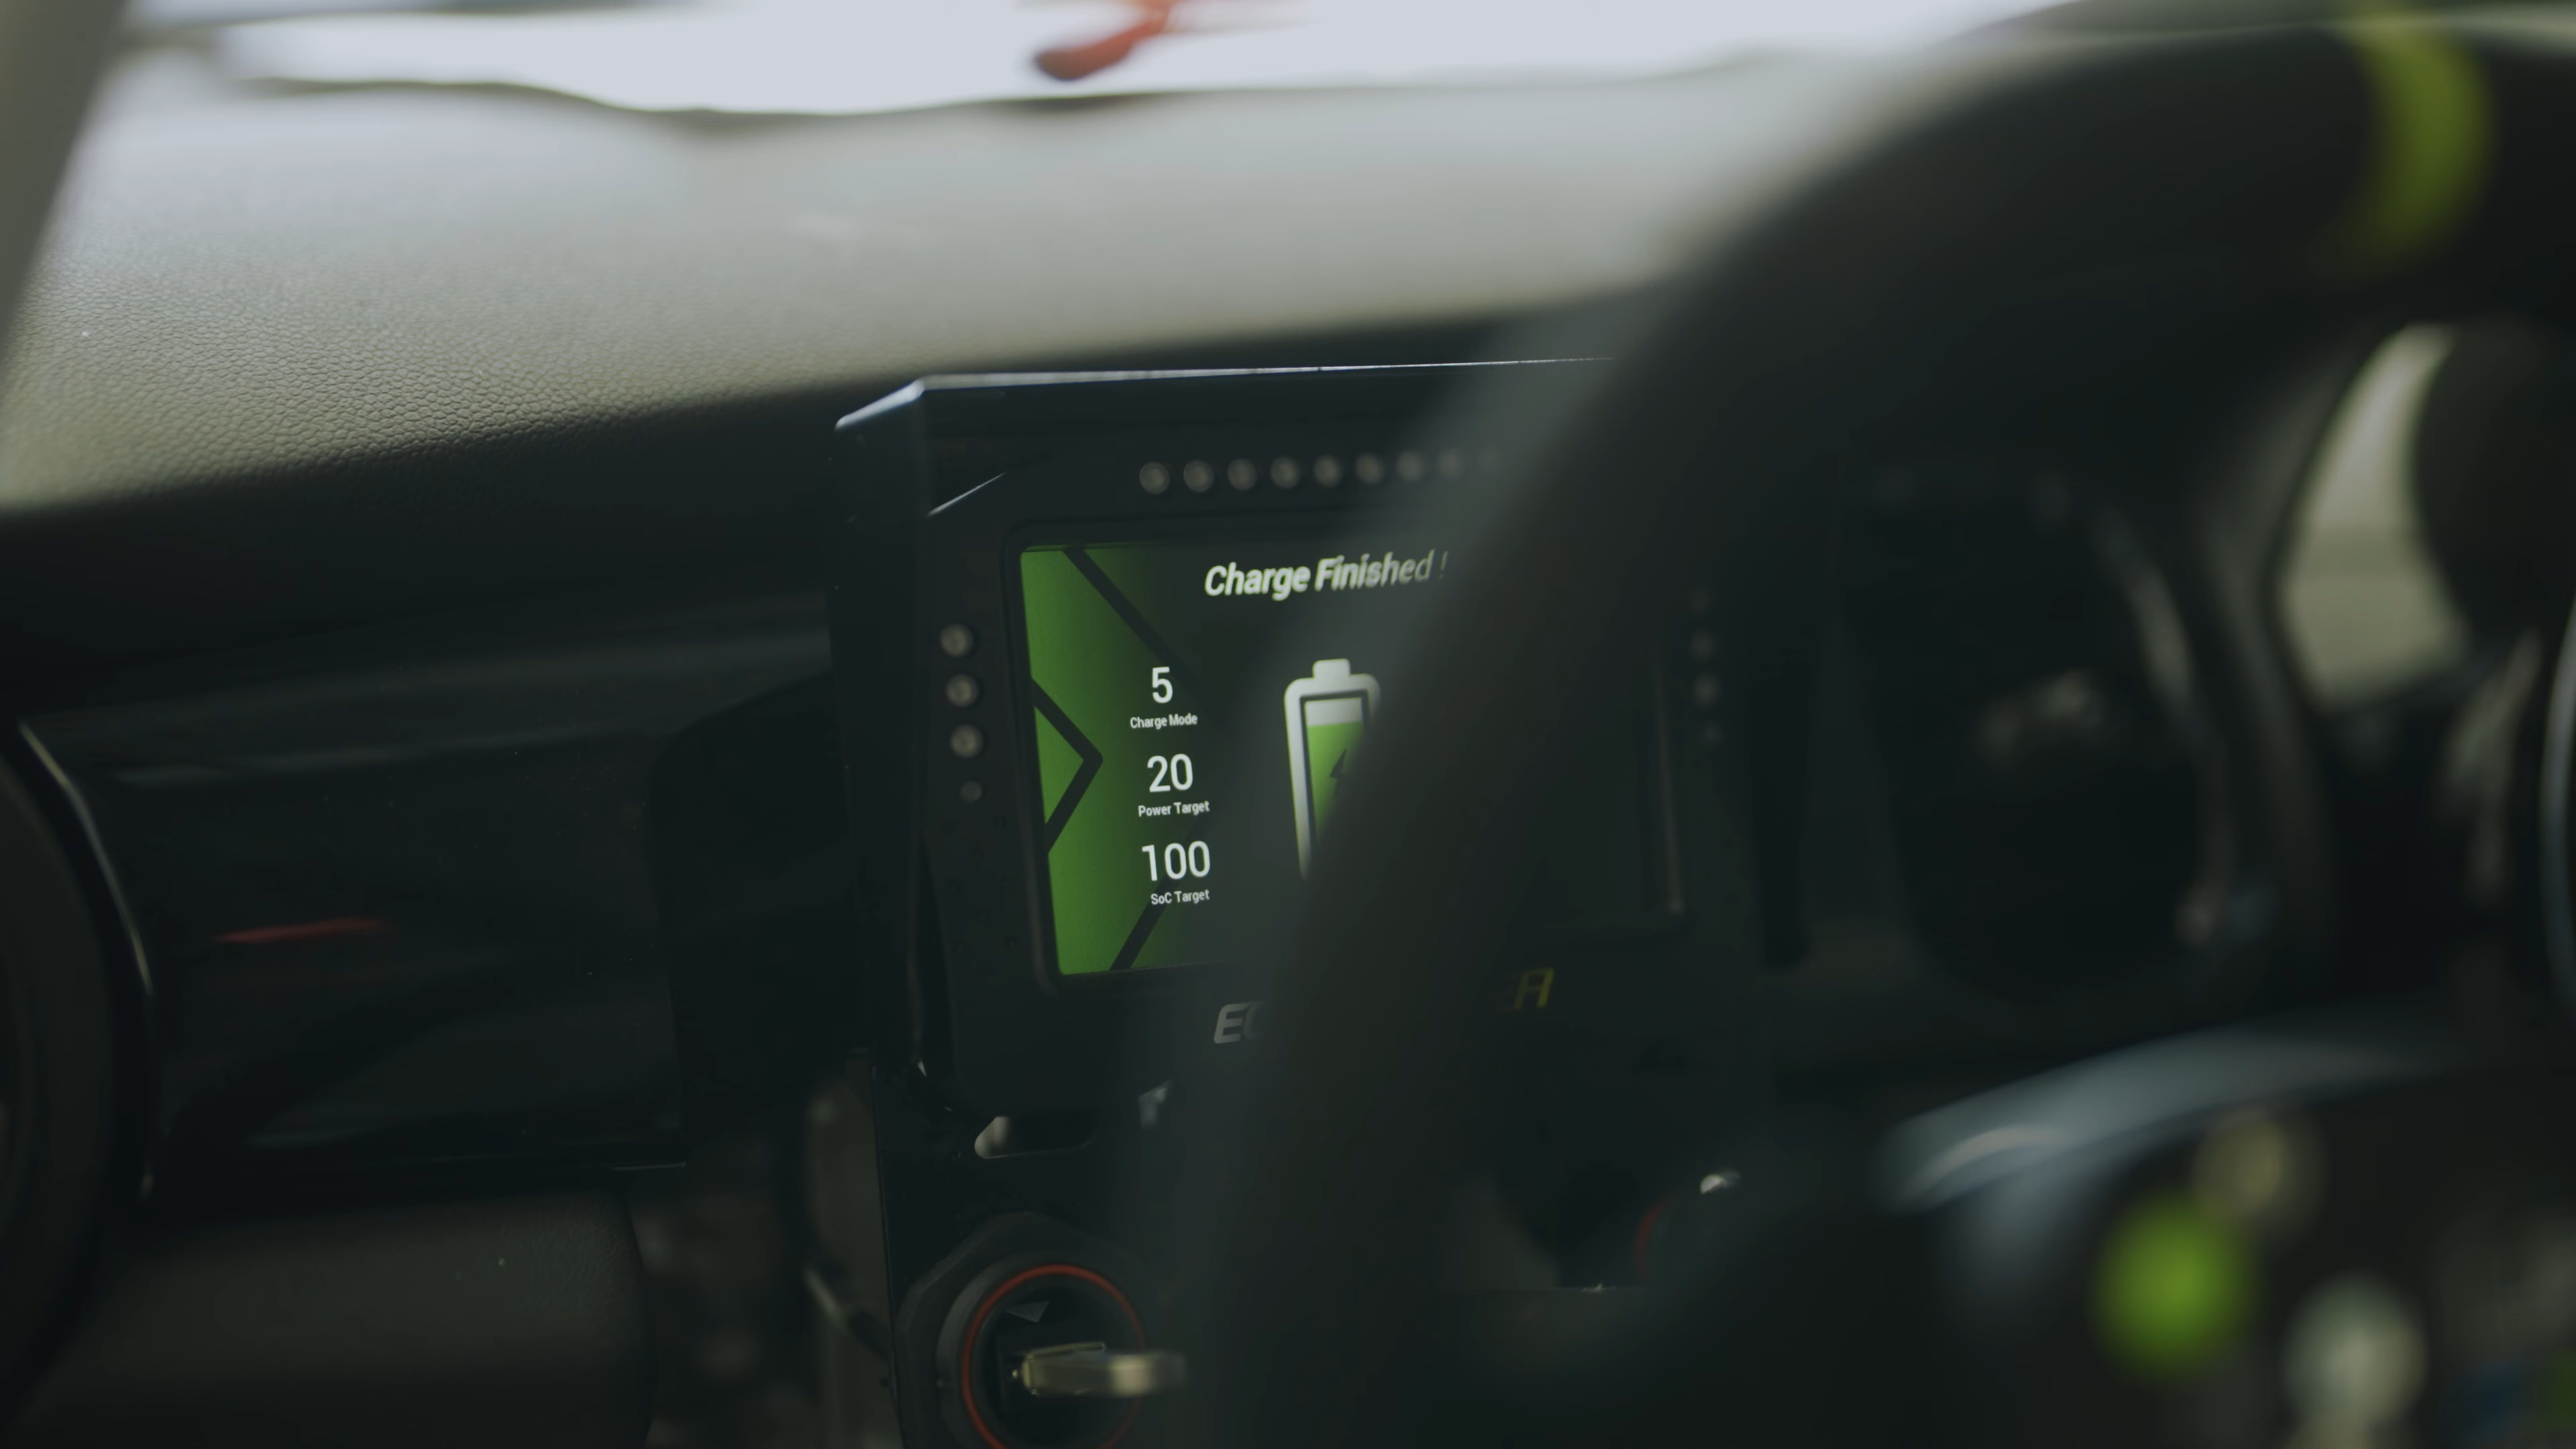 Charge Finished !
5
Charge Mode
20
Power Target
100
SoC Target